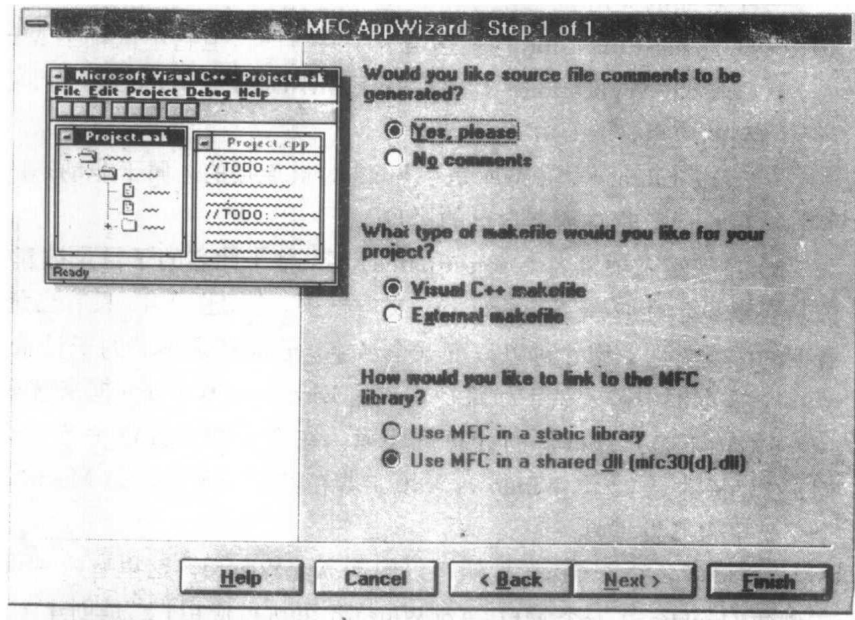 MFC AppWizard - Step 1 of 1
Microsoft Visual C++ - Project.mak
File Edit Project Debug Help
Project.mak
Project.cpp
//TODO:
//TODO:
Ready
Would you like source file comments to be
generated?
Yes, please
No comments
What type of makefile would you like for your
project?
Visual C++ makefile
External makefile
How would you like to link to the MFC
library?
Use MFC in a static library
Use MFC in a shared dll (mfc30(d).dll)
Help
Cancel
< Back
Next >
Finish